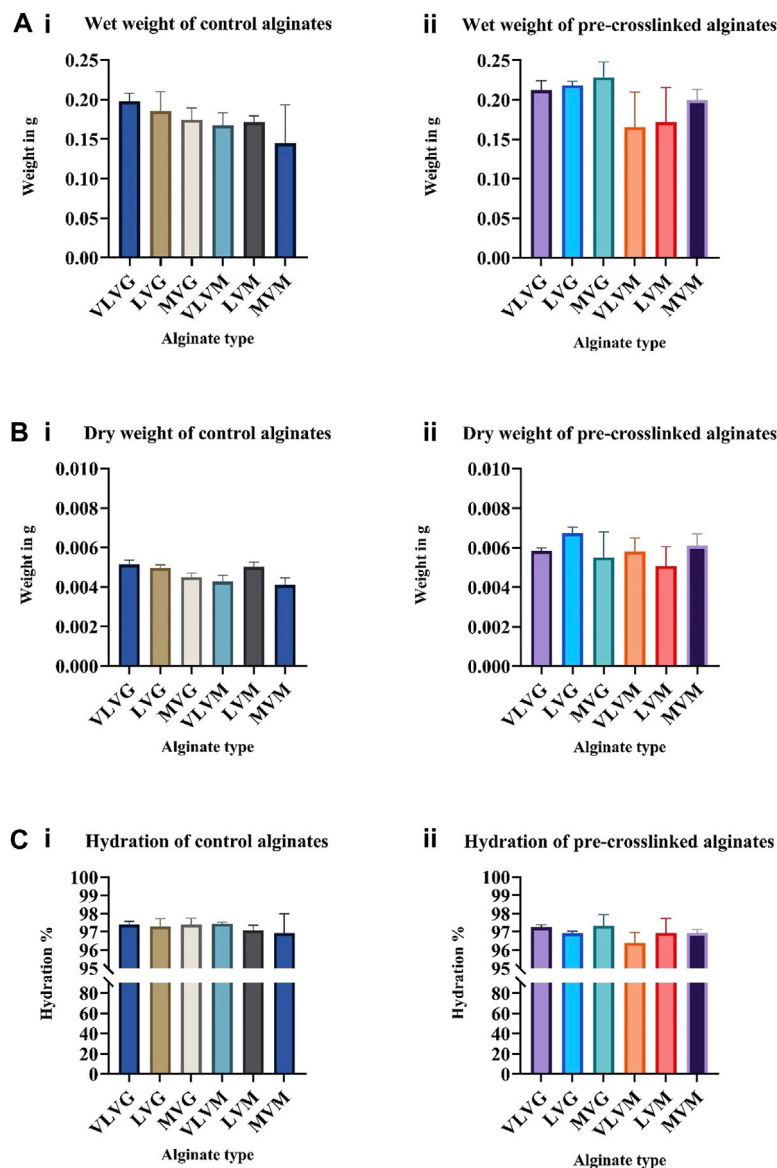 A i Wet weight of control alginates
Weight in g
0.25
0.20
0.15
0.10
0.05
0.00
VLVG LVG MVG VLVM LVM MVM
Alginate type
ii Wet weight of pre-crosslinked alginates
Weight in g
0.25
0.20
0.15
0.10
0.05
0.00
VLVG LVG MVG VLVM LVM MVM
Alginate type
B i Dry weight of control alginates
Weight in g
0.010
0.008
0.006
0.004
0.002
0.000
VLVG LVG MVG VLVM LVM MVM
Alginate type
ii Dry weight of pre-crosslinked alginates
Weight in g
0.010
0.008
0.006
0.004
0.002
0.000
VLVG LVG MVG VLVM LVM MVM
Alginate type
C i Hydration of control alginates
Hydration %
100
99
98
97
96
95
80
60
40
20
0
VLVG LVG MVG VLVM LVM MVM
Alginate type
ii Hydration of pre-crosslinked alginates
Hydration %
100
99
98
97
96
95
80
60
40
20
0
VLVG LVG MVG VLVM LVM MVM
Alginate type